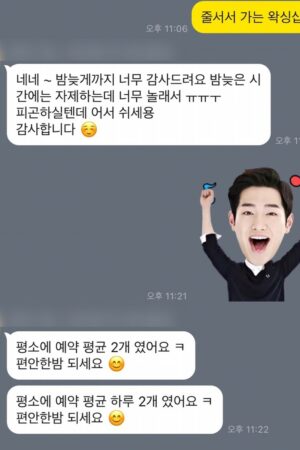 줄서서 가는 왁싱샵
오후 11:06
네네 ~ 밤늦게까지 너무 감사드려요 밤늦은 시
간에는 자제하는데 너무 놀래서 ㅠㅠㅜ
피곤하실텐데 어서 쉬세용
감사합니다 ☺️
오
오후 11:21
평소에 예약 평균 2개 였어요 ㅋ
편안한밤 되세요 😊
평소에 예약 평균 하루 2개 였어요 ㅋ
편안한밤 되세요 😊
오후 11:22